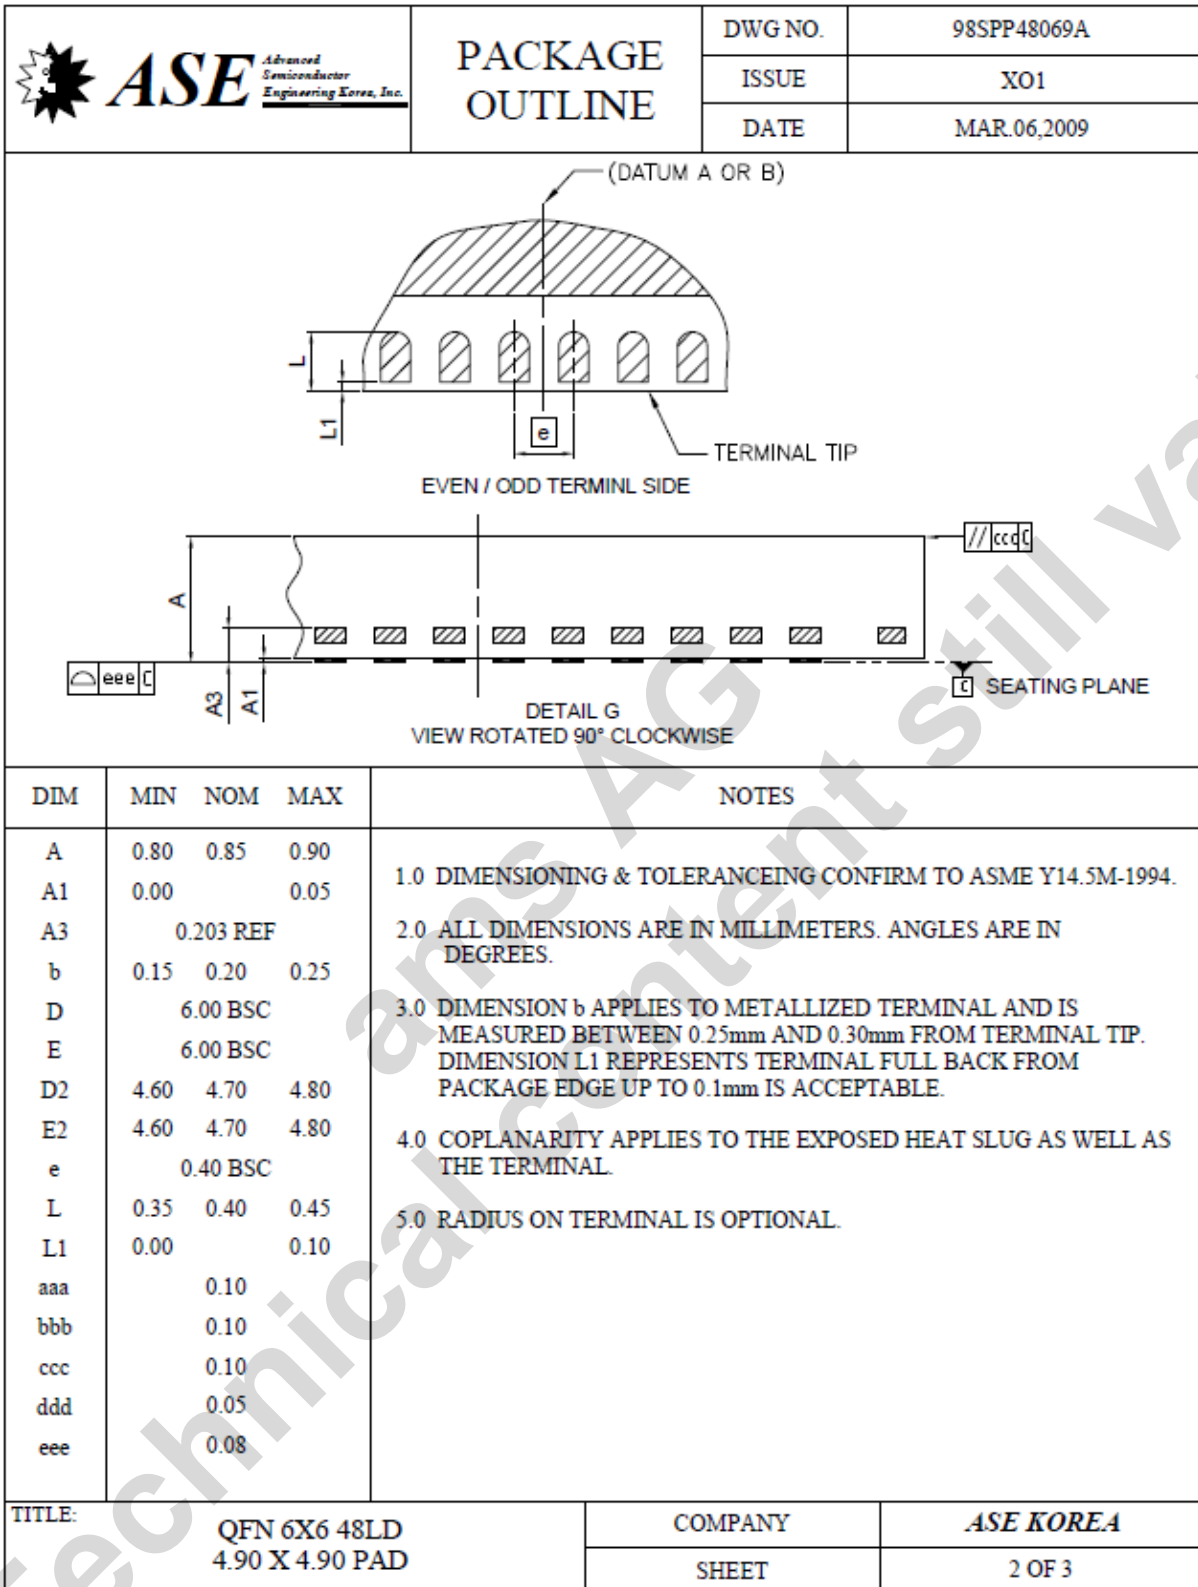 ASE Advanced
Semiconductor
Engineering Korea, Inc.
PACKAGE
OUTLINE
DWG NO. 98SPP48069A
ISSUE XO1
DATE MAR.06,2009
(DATUM A OR B)
L
L1
e
TERMINAL TIP
EVEN / ODD TERMINL SIDE
// ccc C
A
eee C
A3
A1
C SEATING PLANE
DETAIL G
VIEW ROTATED 90° CLOCKWISE
DIM MIN NOM MAX NOTES
A 0.80 0.85 0.90
A1 0.00 0.05
A3 0.203 REF
b 0.15 0.20 0.25
D 6.00 BSC
E 6.00 BSC
D2 4.60 4.70 4.80
E2 4.60 4.70 4.80
e 0.40 BSC
L 0.35 0.40 0.45
L1 0.00 0.10
aaa 0.10
bbb 0.10
ccc 0.10
ddd 0.05
eee 0.08
1.0 DIMENSIONING & TOLERANCEING CONFIRM TO ASME Y14.5M-1994.
2.0 ALL DIMENSIONS ARE IN MILLIMETERS. ANGLES ARE IN
DEGREES.
3.0 DIMENSION b APPLIES TO METALLIZED TERMINAL AND IS
MEASURED BETWEEN 0.25mm AND 0.30mm FROM TERMINAL TIP.
DIMENSION L1 REPRESENTS TERMINAL FULL BACK FROM
PACKAGE EDGE UP TO 0.1mm IS ACCEPTABLE.
4.0 COPLANARITY APPLIES TO THE EXPOSED HEAT SLUG AS WELL AS
THE TERMINAL.
5.0 RADIUS ON TERMINAL IS OPTIONAL.
TITLE:
QFN 6X6 48LD
4.90 X 4.90 PAD
COMPANY ASE KOREA
SHEET 2 OF 3
ams AG
Technical content still va